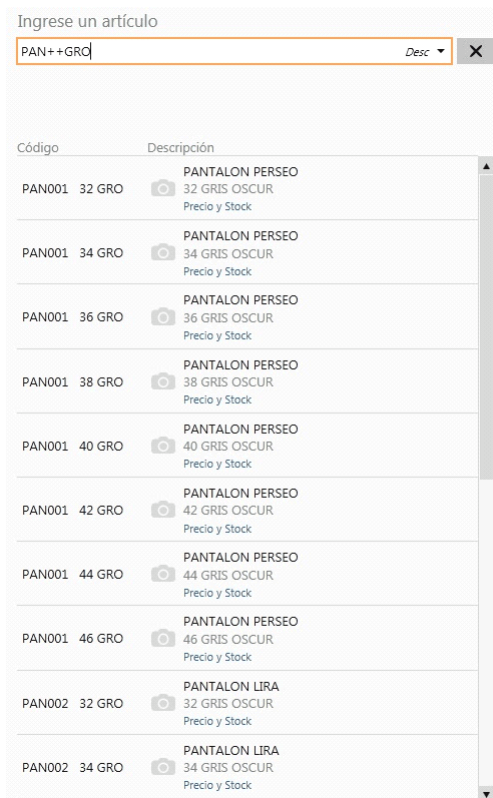 Ingrese un artículo
PAN++GRO Desc
Código Descripción
PANTALON PERSEO
PAN001 32 GRO 32 GRIS OSCUR
Precio y Stock
PANTALON PERSEO
PAN001 34 GRO 34 GRIS OSCUR
Precio y Stock
PANTALON PERSEO
PAN001 36 GRO 36 GRIS OSCUR
Precio y Stock
PANTALON PERSEO
PAN001 38 GRO 38 GRIS OSCUR
Precio y Stock
PANTALON PERSEO
PAN001 40 GRO 40 GRIS OSCUR
Precio y Stock
PANTALON PERSEO
PAN001 42 GRO 42 GRIS OSCUR
Precio y Stock
PANTALON PERSEO
PAN001 44 GRO 44 GRIS OSCUR
Precio y Stock
PANTALON PERSEO
PAN001 46 GRO 46 GRIS OSCUR
Precio y Stock
PANTALON LIRA
PAN002 32 GRO 32 GRIS OSCUR
Precio y Stock
PANTALON LIRA
PAN002 34 GRO 34 GRIS OSCUR
Precio y Stock